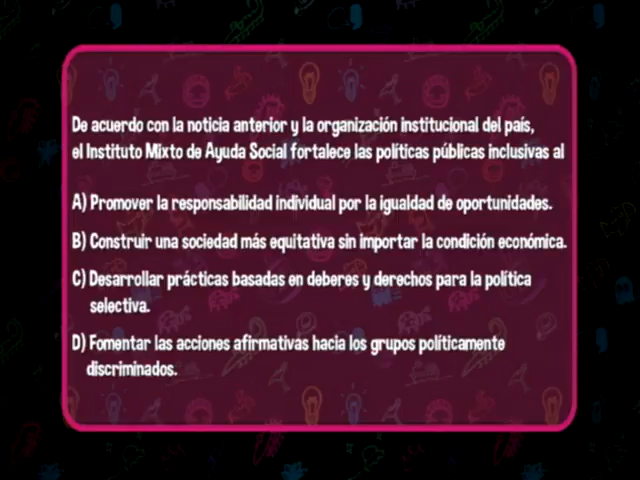 De acuerdo con la noticia anterior y la organización institucional del país,
el Instituto Mixto de Ayuda Social fortalece las políticas públicas inclusivas al
A) Promover la responsabilidad individual por la igualdad de oportunidades.
B) Construir una sociedad más equitativa sin importar la condición económica.
C) Desarrollar prácticas basadas en deberes y derechos para la política
selectiva.
D) Fomentar las acciones afirmativas hacia los grupos políticamente
discriminados.